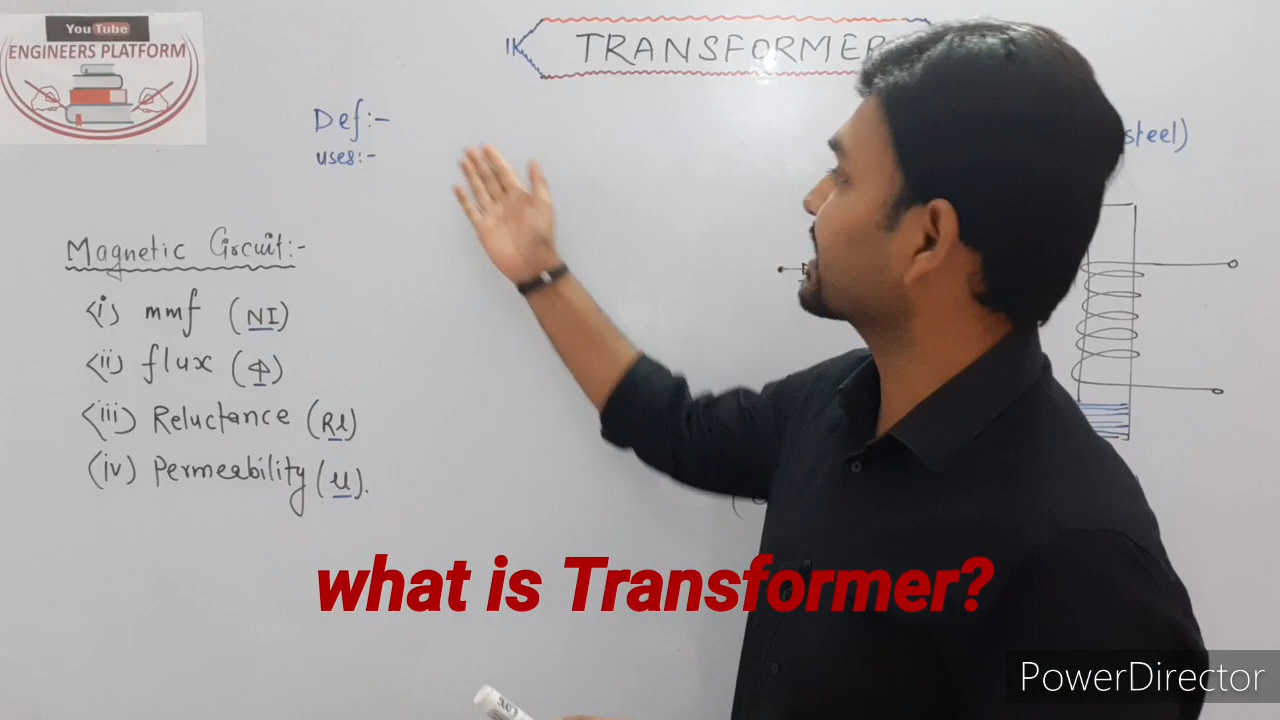 YouTube
ENGINEERS PLATFORM
TRANSFORMER
Def:-
uses:-
steel)
Magnetic Circuit:-
(i) mmf (NI)
(ii) flux (Φ)
(iii) Reluctance (Rl)
(iv) Permeability (μ).
what is Transformer?
PowerDirector